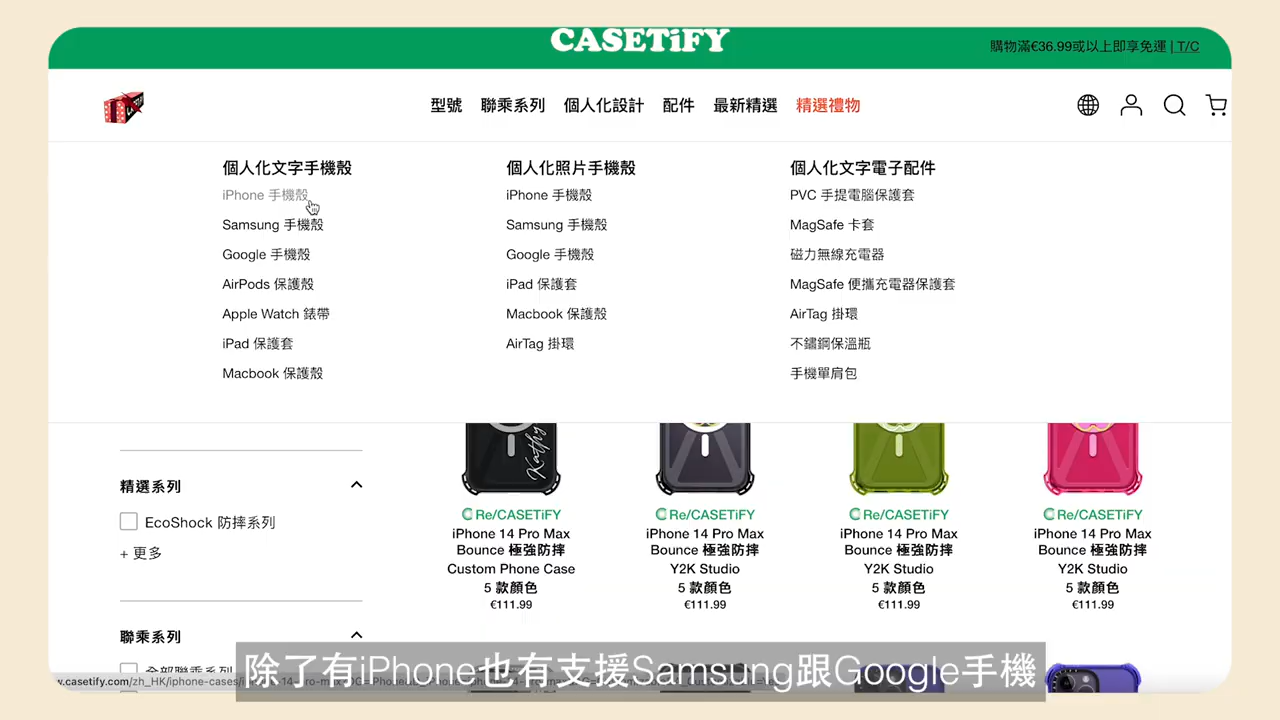 CASETiFY
購物滿€36.99或以上即享免運 | T/C
型號 聯乘系列 個人化設計 配件 最新精選 精選禮物
個人化文字手機殼
iPhone 手機殼
Samsung 手機殼
Google 手機殼
AirPods 保護殼
Apple Watch 錶帶
iPad 保護套
Macbook 保護殼
個人化照片手機殼
iPhone 手機殼
Samsung 手機殼
Google 手機殼
iPad 保護套
Macbook 保護殼
AirTag 掛環
個人化文字電子配件
PVC 手提電腦保護套
MagSafe 卡套
磁力無線充電器
MagSafe 便攜充電器保護套
AirTag 掛環
不鏽鋼保溫瓶
手機單肩包
精選系列
EcoShock 防摔系列
+ 更多
聯乘系列
全部聯乘系列
Kathy
Re/CASETiFY
iPhone 14 Pro Max
Bounce 極強防摔
Custom Phone Case
5 款顏色
€111.99
Re/CASETiFY
iPhone 14 Pro Max
Bounce 極強防摔
Y2K Studio
5 款顏色
€111.99
Re/CASETiFY
iPhone 14 Pro Max
Bounce 極強防摔
Y2K Studio
5 款顏色
€111.99
Re/CASETiFY
iPhone 14 Pro Max
Bounce 極強防摔
Y2K Studio
5 款顏色
€111.99
除了有iPhone也有支援Samsung跟Google手機